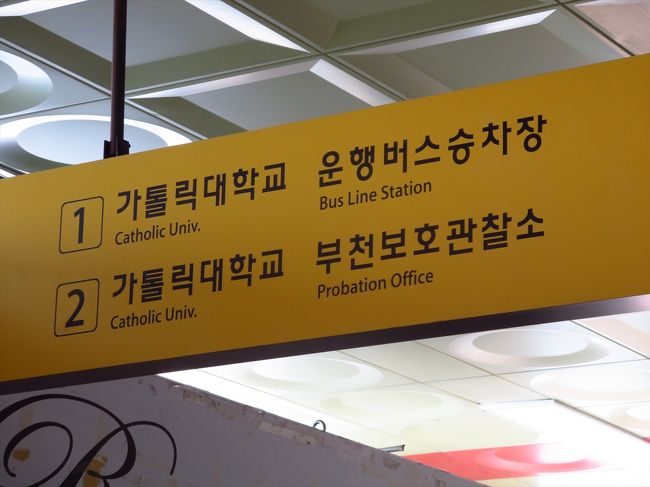 1 가톨릭대학교 운행버스승차장
Catholic Univ. Bus Line Station
2 가톨릭대학교 부천보호관찰소
Catholic Univ. Probation Office